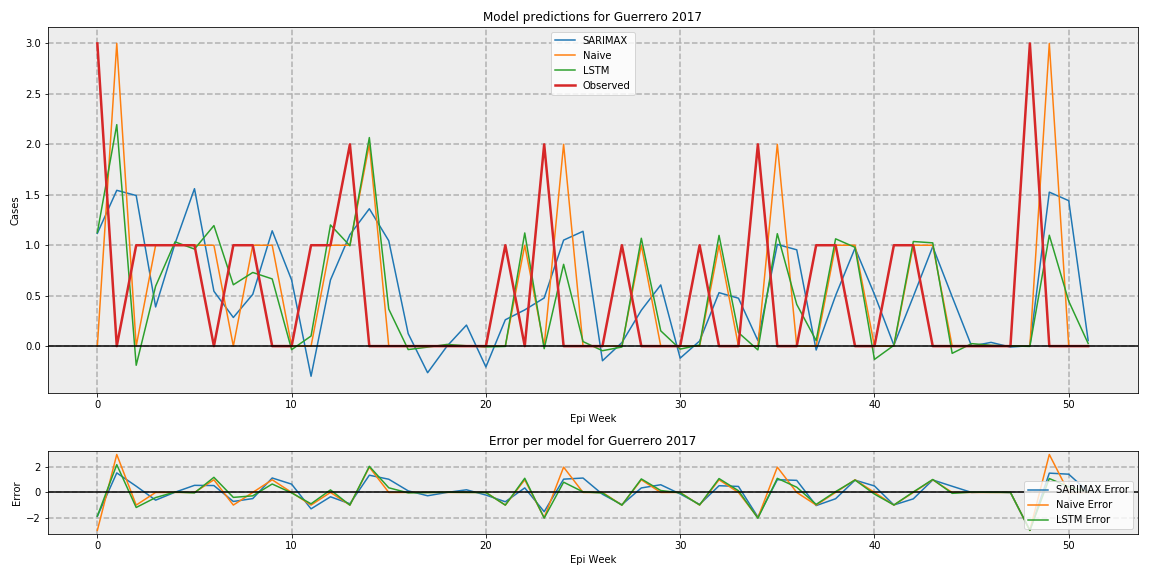 Model predictions for Guerrero 2017
SARIMAX
Naive
LSTM
Observed
Cases
3.0
2.5
2.0
1.5
1.0
0.5
0.0
0 10 20 30 40 50
Epi Week
Error per model for Guerrero 2017
Error
2
0
−2
SARIMAX Error
Naive Error
LSTM Error
0 10 20 30 40 50
Epi Week